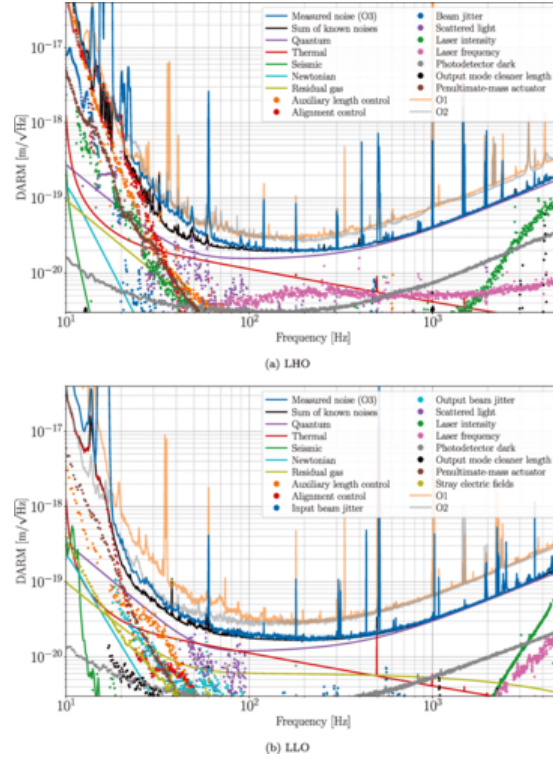 Measured noise (O3)
Sum of known noises
Quantum
Thermal
Seismic
Newtonian
Residual gas
Auxiliary length control
Alignment control
Beam jitter
Scattered light
Laser intensity
Laser frequency
Photodetector dark
Output mode cleaner length
Penultimate-mass actuator
O1
O2
DARM [m/√Hz]
10⁻¹⁷
10⁻¹⁸
10⁻¹⁹
10⁻²⁰
10¹ 10² 10³
Frequency [Hz]
(a) LHO
Measured noise (O3)
Sum of known noises
Quantum
Thermal
Seismic
Newtonian
Residual gas
Auxiliary length control
Alignment control
Input beam jitter
Output beam jitter
Scattered light
Laser intensity
Laser frequency
Photodetector dark
Output mode cleaner length
Penultimate-mass actuator
Stray electric fields
O1
O2
DARM [m/√Hz]
10⁻¹⁷
10⁻¹⁸
10⁻¹⁹
10⁻²⁰
10¹ 10² 10³
Frequency [Hz]
(b) LLO